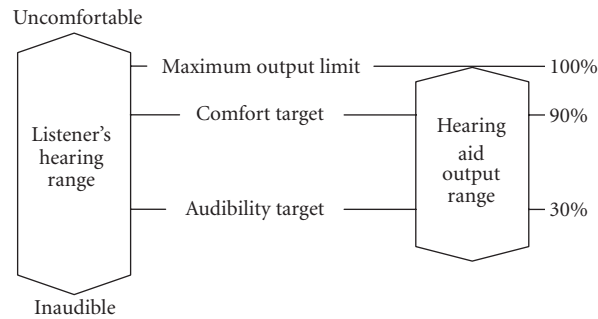 Uncomfortable
Maximum output limit
100%
Comfort target
90%
Listener's
hearing
range
Hearing
aid
output
range
Audibility target
30%
Inaudible